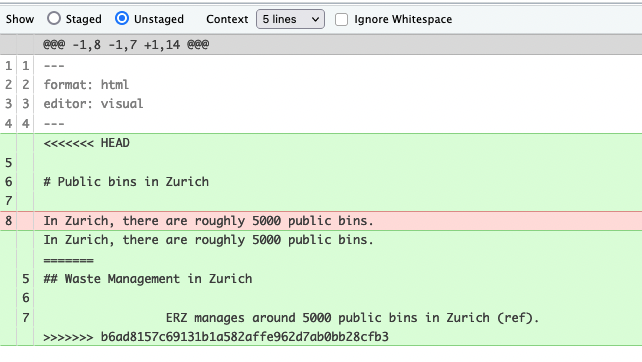 Show Staged Unstaged Context 5 lines Ignore Whitespace
@@@ -1,8 -1,7 +1,14 @@@
1 1 ---
2 2 format: html
3 3 editor: visual
4 4 ---
<<<<<<< HEAD
5
6 # Public bins in Zurich
7
8 In Zurich, there are roughly 5000 public bins.
In Zurich, there are roughly 5000 public bins.
=======
5 ## Waste Management in Zurich
6
7 ERZ manages around 5000 public bins in Zurich (ref).
>>>>>>> b6ad8157c69131b1a582affe962d7ab0bb28cfb3